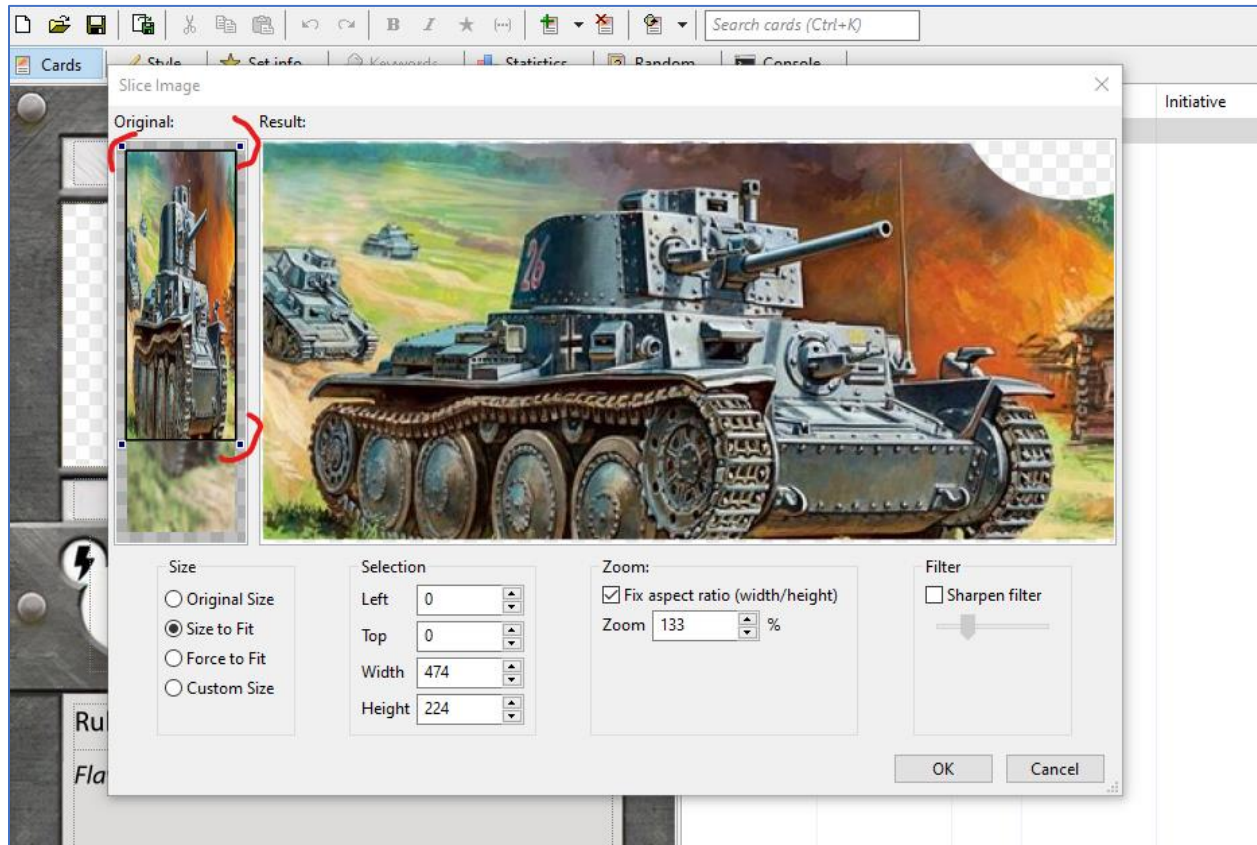 B I Search cards (Ctrl+K)
Cards Style Set info Keywords Statistics Random Console
Slice Image
Initiative
Original: Result:
26
Size Selection Zoom: Filter
Original Size Left 0 Fix aspect ratio (width/height) Sharpen filter
Size to Fit Top 0 Zoom 133 %
Force to Fit Width 474
Custom Size Height 224
Ru
OK Cancel
Fla